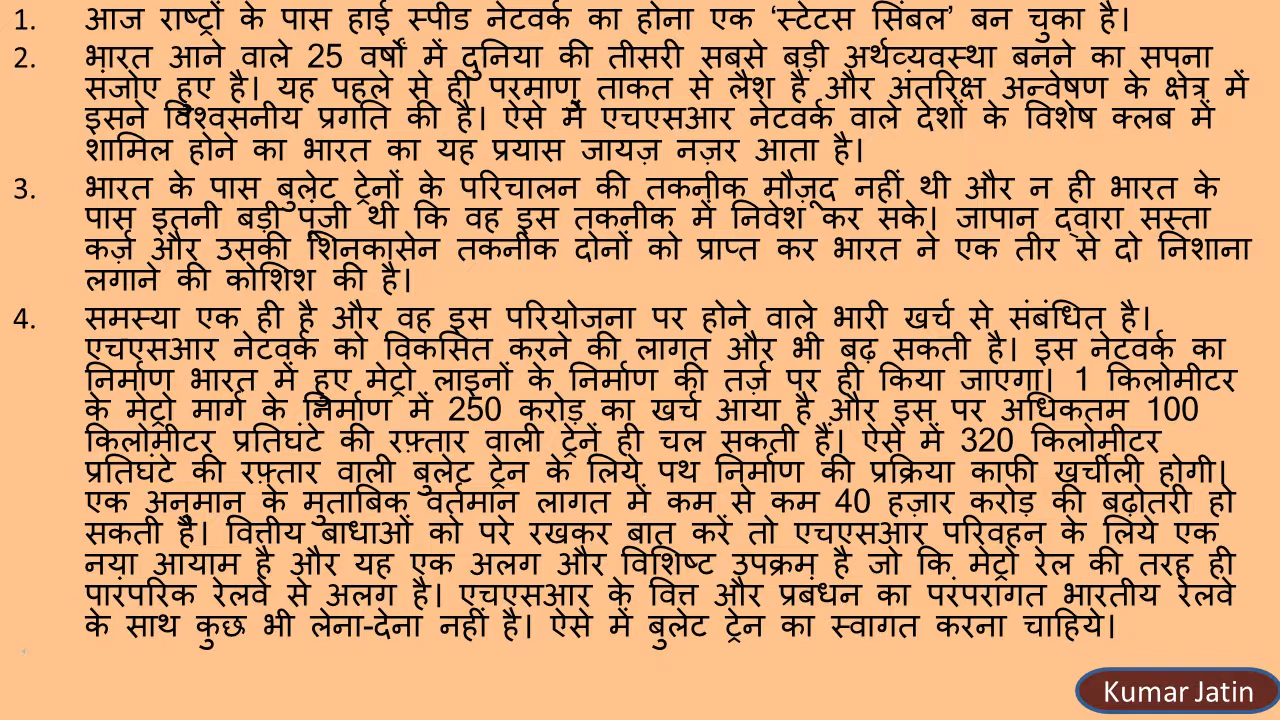 1. आज राष्ट्रों के पास हाई स्पीड नेटवर्क का होना एक ‘स्टेटस सिंबल’ बन चुका है।
2. भारत आने वाले 25 वर्षों में दुनिया की तीसरी सबसे बड़ी अर्थव्यवस्था बनने का सपना
संजोए हुए है। यह पहले से ही परमाणु ताकत से लैश है और अंतरिक्ष अन्वेषण के क्षेत्र में
इसने विश्वसनीय प्रगति की है। ऐसे में एचएसआर नेटवर्क वाले देशों के विशेष क्लब में
शामिल होने का भारत का यह प्रयास जायज़ नज़र आता है।
3. भारत के पास बुलेट ट्रेनों के परिचालन की तकनीक मौजूद नहीं थी और न ही भारत के
पास इतनी बड़ी पूंजी थी कि वह इस तकनीक में निवेश कर सके। जापान द्वारा सस्ता
कर्ज़ और उसकी शिनकासेन तकनीक दोनों को प्राप्त कर भारत ने एक तीर से दो निशाना
लगाने की कोशिश की है।
4. समस्या एक ही है और वह इस परियोजना पर होने वाले भारी खर्च से संबंधित है।
एचएसआर नेटवर्क को विकसित करने की लागत और भी बढ़ सकती है। इस नेटवर्क का
निर्माण भारत में हुए मेट्रो लाइनों के निर्माण की तर्ज़ पर ही किया जाएगा। 1 किलोमीटर
के मेट्रो मार्ग के निर्माण में 250 करोड़ का खर्च आया है और इस पर अधिकतम 100
किलोमीटर प्रतिघंटे की रफ़्तार वाली ट्रेनें ही चल सकती हैं। ऐसे में 320 किलोमीटर
प्रतिघंटे की रफ़्तार वाली बुलेट ट्रेन के लिये पथ निर्माण की प्रक्रिया काफी खर्चीली होगी।
एक अनुमान के मुताबिक वर्तमान लागत में कम से कम 40 हज़ार करोड़ की बढ़ोतरी हो
सकती है। वित्तीय बाधाओं को परे रखकर बात करें तो एचएसआर परिवहन के लिये एक
नया आयाम है और यह एक अलग और विशिष्ट उपक्रम है जो कि मेट्रो रेल की तरह ही
पारंपरिक रेलवे से अलग है। एचएसआर के वित्त और प्रबंधन का परंपरागत भारतीय रेलवे
के साथ कुछ भी लेना-देना नहीं है। ऐसे में बुलेट ट्रेन का स्वागत करना चाहिये।
Kumar Jatin